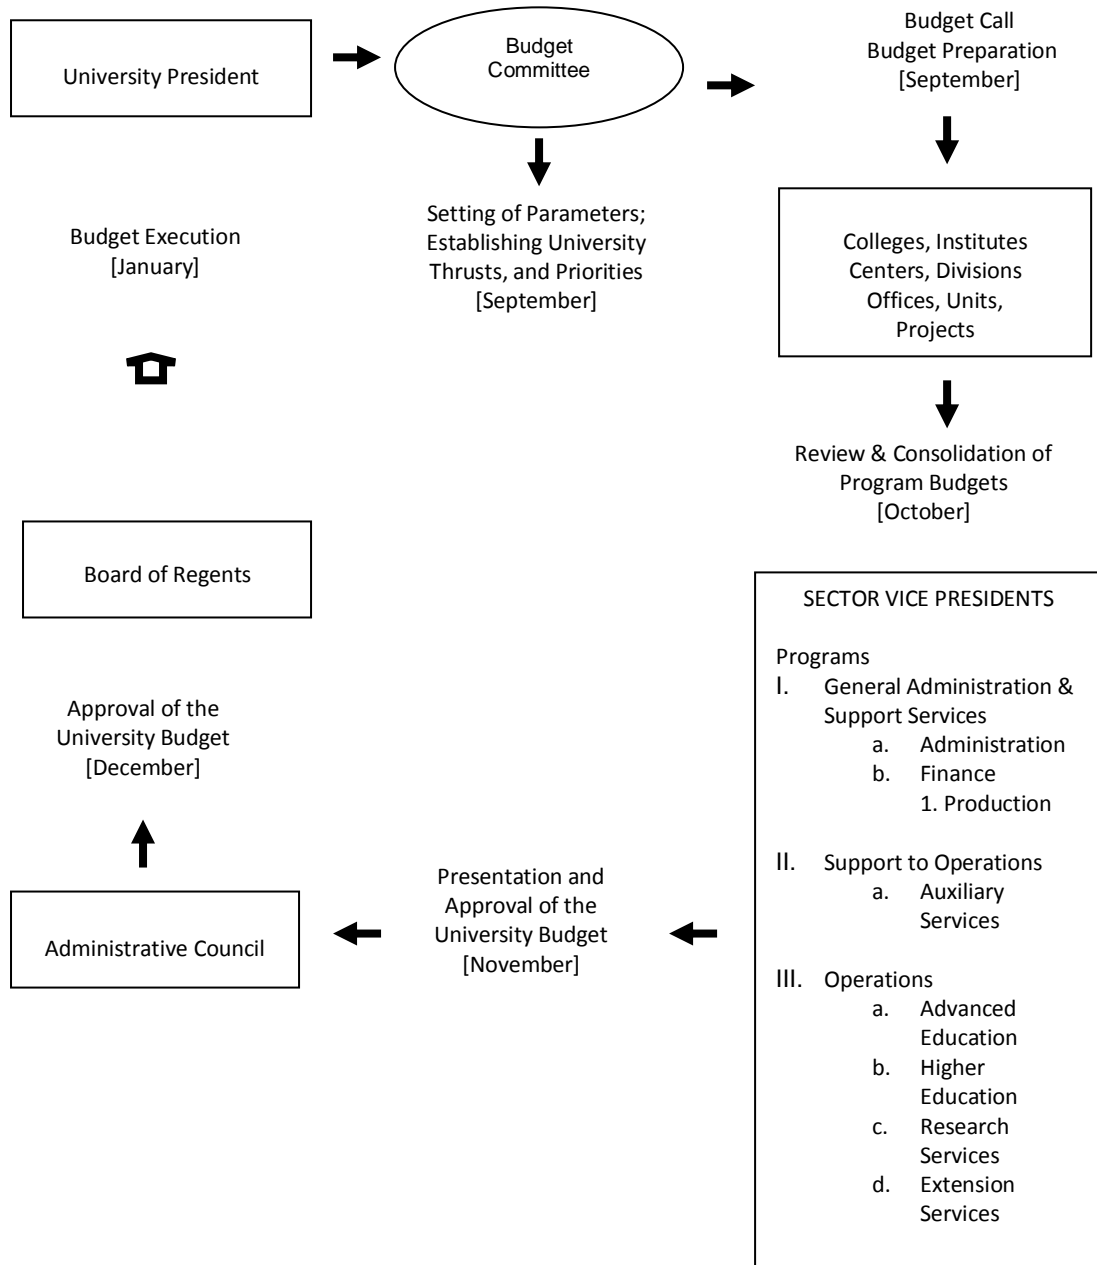 University President
Budget
Committee
Budget Call
Budget Preparation
[September]
Budget Execution
[January]
Setting of Parameters;
Establishing University
Thrusts, and Priorities
[September]
Colleges, Institutes
Centers, Divisions
Offices, Units,
Projects
Review & Consolidation of
Program Budgets
[October]
Board of Regents
SECTOR VICE PRESIDENTS
Programs
I. General Administration &
Support Services
a. Administration
b. Finance
1. Production
II. Support to Operations
a. Auxiliary
Services
III. Operations
a. Advanced
Education
b. Higher
Education
c. Research
Services
d. Extension
Services
Approval of the
University Budget
[December]
Administrative Council
Presentation and
Approval of the
University Budget
[November]